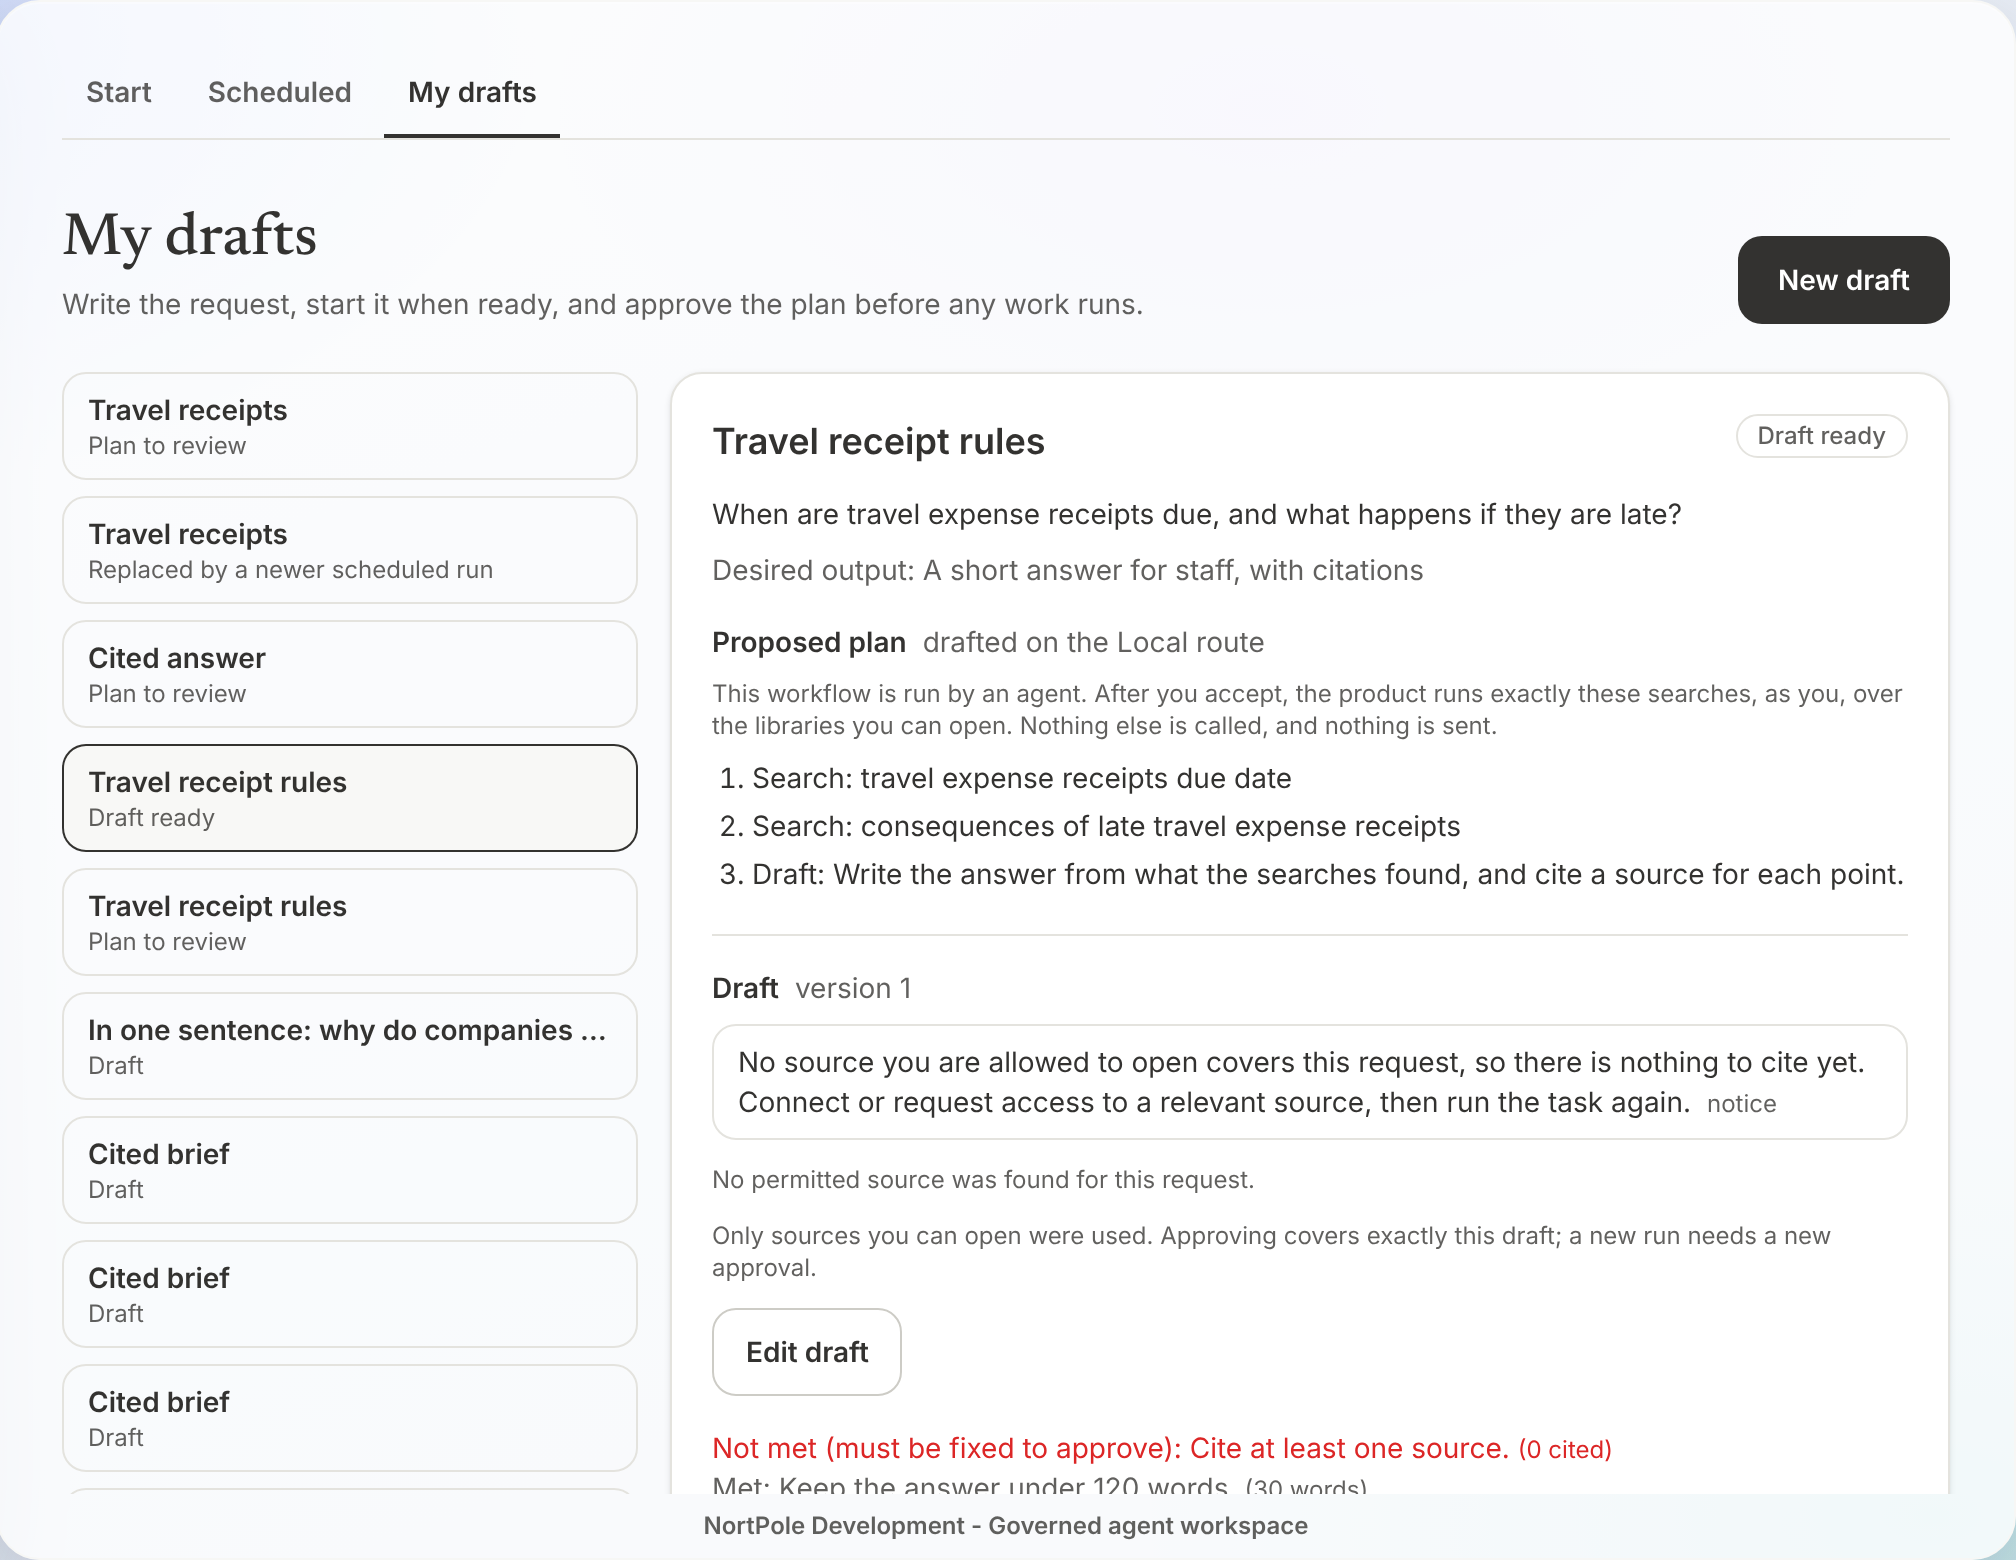 Start
Scheduled
My drafts
My drafts
Write the request, start it when ready, and approve the plan before any work runs.
New draft
Travel receipts
Plan to review
Travel receipts
Replaced by a newer scheduled run
Cited answer
Plan to review
Travel receipt rules
Draft ready
Travel receipt rules
Plan to review
In one sentence: why do companies ...
Draft
Cited brief
Draft
Cited brief
Draft
Cited brief
Draft
Travel receipt rules
Draft ready
When are travel expense receipts due, and what happens if they are late?
Desired output: A short answer for staff, with citations
Proposed plan drafted on the Local route
This workflow is run by an agent. After you accept, the product runs exactly these searches, as you, over
the libraries you can open. Nothing else is called, and nothing is sent.
1. Search: travel expense receipts due date
2. Search: consequences of late travel expense receipts
3. Draft: Write the answer from what the searches found, and cite a source for each point.
Draft version 1
No source you are allowed to open covers this request, so there is nothing to cite yet.
Connect or request access to a relevant source, then run the task again. notice
No permitted source was found for this request.
Only sources you can open were used. Approving covers exactly this draft; a new run needs a new
approval.
Edit draft
Not met (must be fixed to approve): Cite at least one source. (0 cited)
Met: Keep the answer under 120 words. (30 words)
NortPole Development - Governed agent workspace